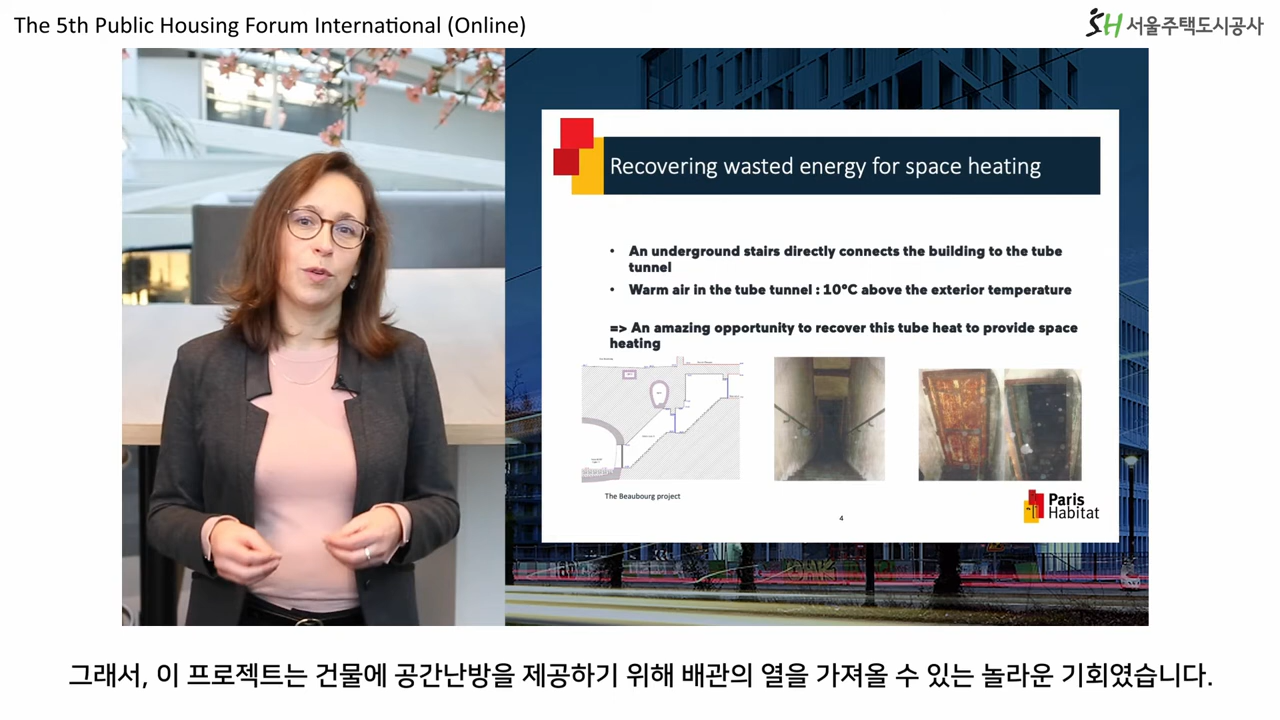 The 5th Public Housing Forum International (Online)
SH 서울주택도시공사
Recovering wasted energy for space heating
• An underground stairs directly connects the building to the tube
tunnel
• Warm air in the tube tunnel : 10°C above the exterior temperature
=> An amazing opportunity to recover this tube heat to provide space
heating
The Beaubourg project
4
Paris
Habitat
그래서, 이 프로젝트는 건물에 공간난방을 제공하기 위해 배관의 열을 가져올 수 있는 놀라운 기회였습니다.